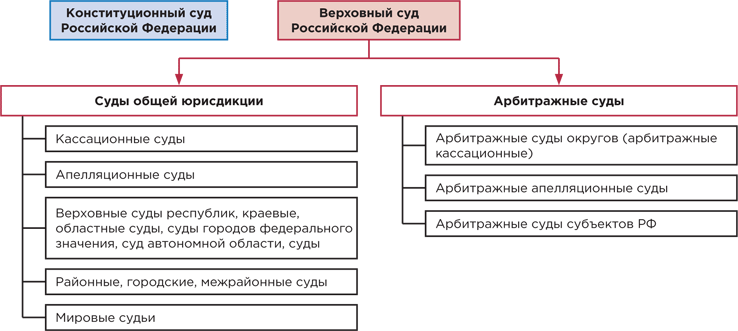 Конституционный суд
Российской Федерации
Верховный суд
Российской Федерации
Суды общей юрисдикции
Кассационные суды
Апелляционные суды
Верховные суды республик, краевые,
областные суды, суды городов федерального
значения, суд автономной области, суды
Районные, городские, межрайонные суды
Мировые судьи
Арбитражные суды
Арбитражные суды округов (арбитражные
кассационные)
Арбитражные апелляционные суды
Арбитражные суды субъектов РФ